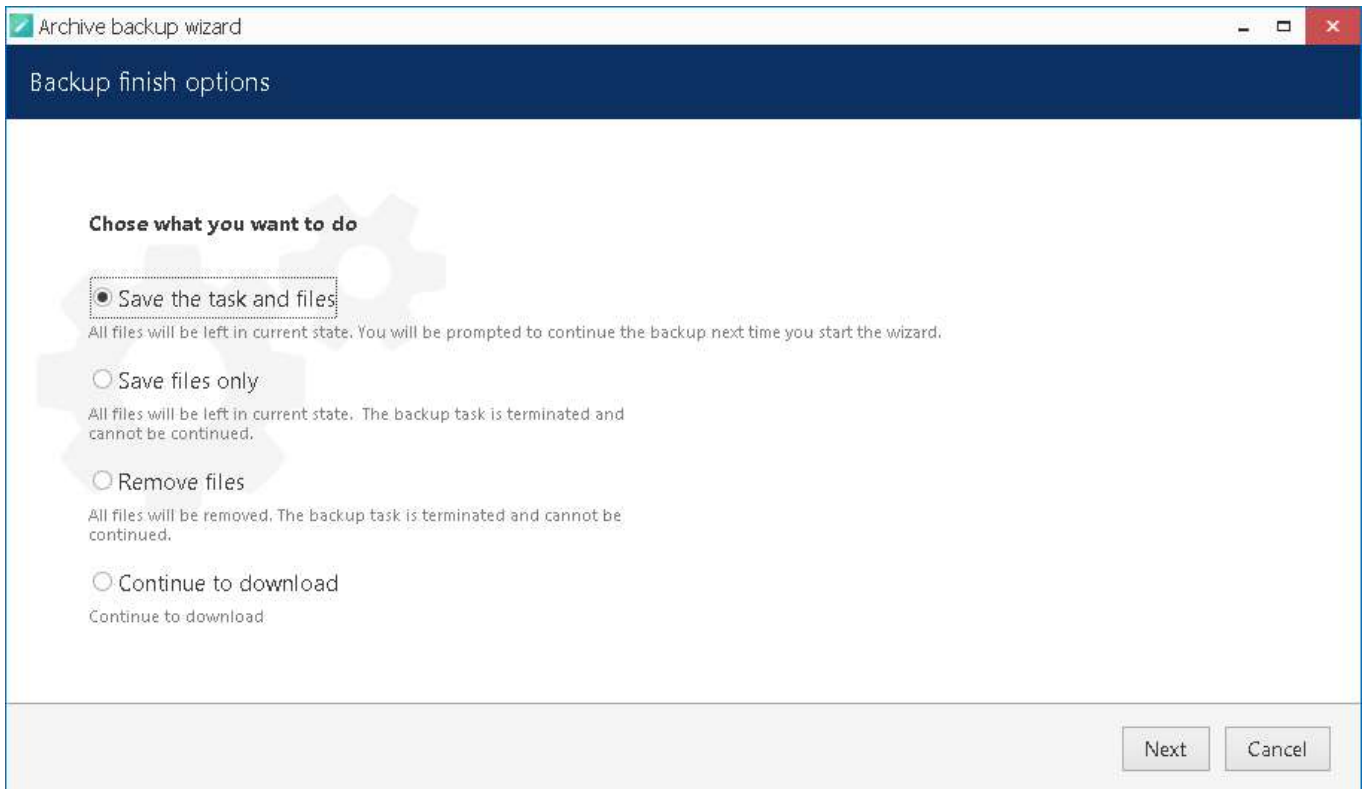 Archive backup wizard
Backup finish options
Chose what you want to do
Save the task and files
All files will be left in current state. You will be prompted to continue the backup next time you start the wizard.
Save files only
All files will be left in current state.  The backup task is terminated and
cannot be continued.
Remove files
All files will be removed. The backup task is terminated and cannot be
continued.
Continue to download
Continue to download
Next
Cancel